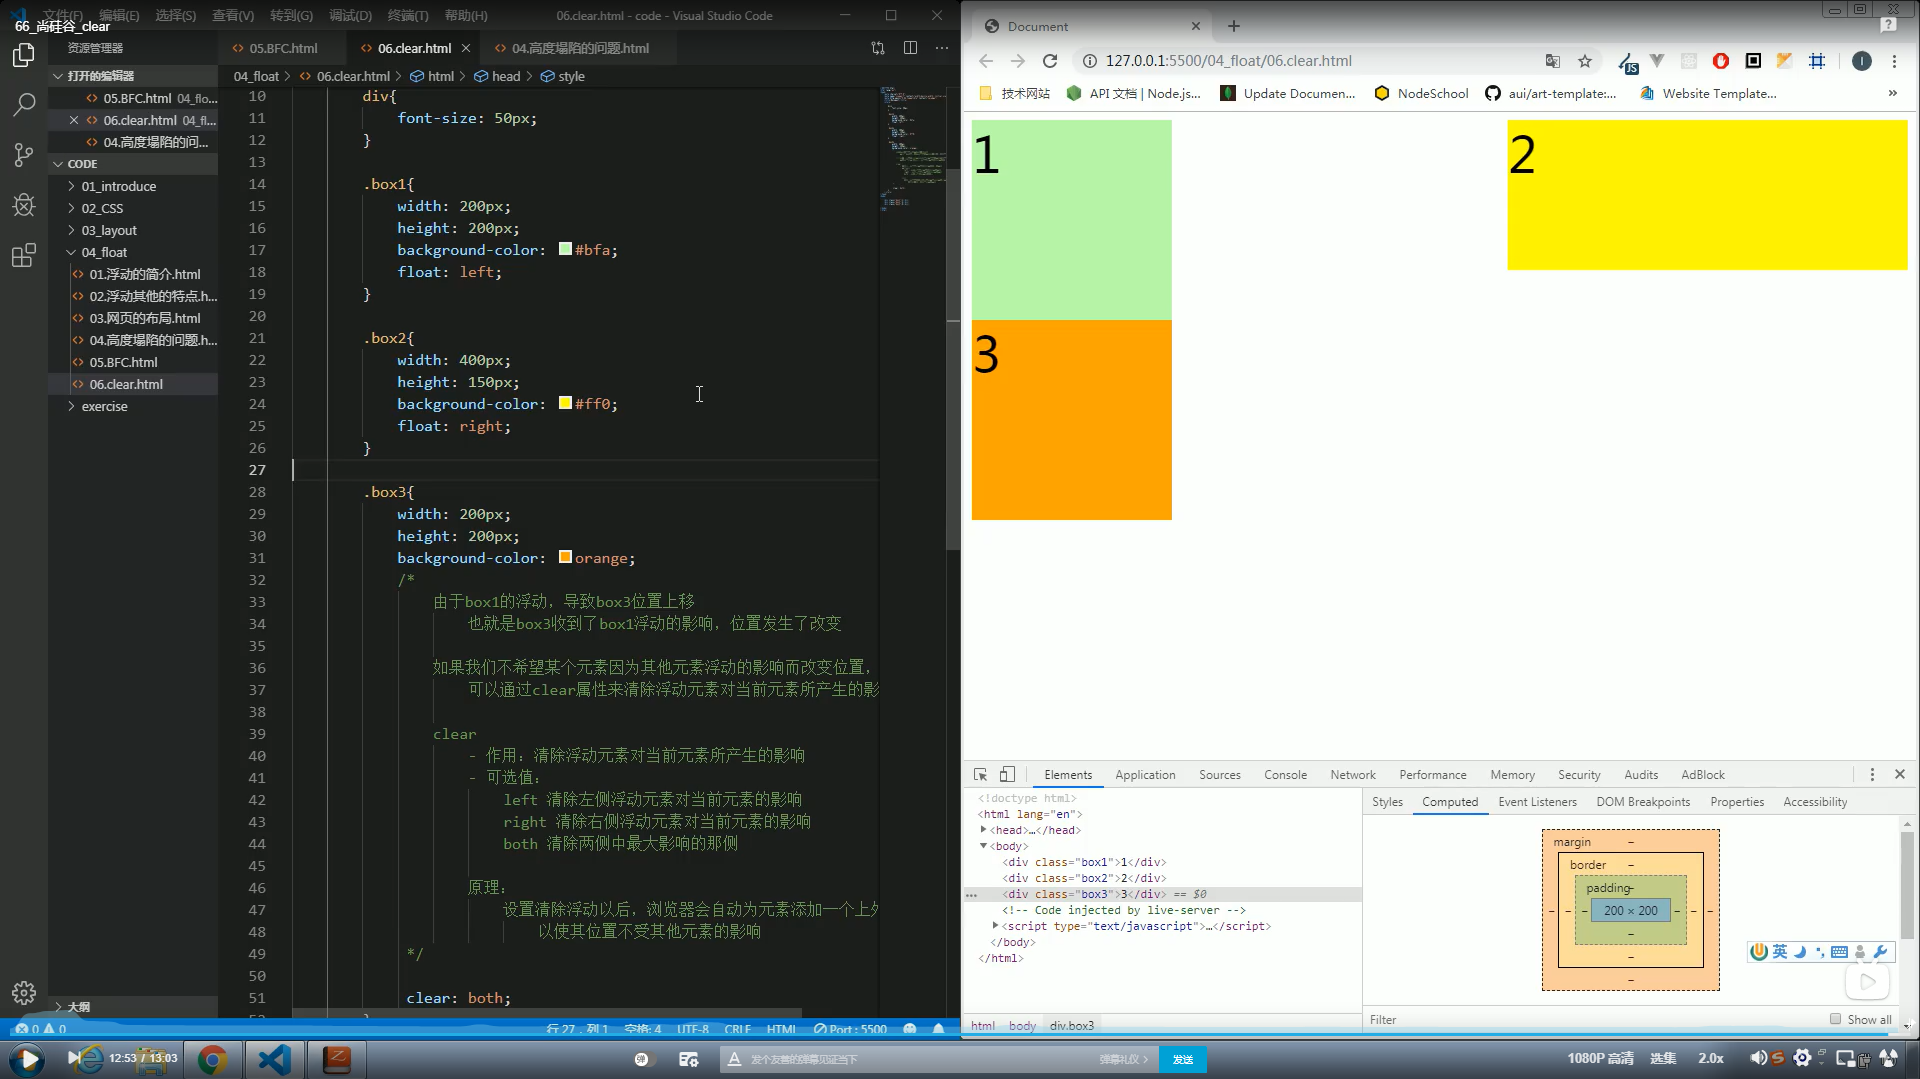 66_尚硅谷_clear
文件(F) 编辑(E) 选择(S) 查看(V) 转到(G) 调试(D) 终端(T) 帮助(H)
06.clear.html - code - Visual Studio Code
资源管理器
05.BFC.html
06.clear.html
04.高度塌陷的问题.html
打开的编辑器
05.BFC.html 04_flo...
06.clear.html 04_fl...
04.高度塌陷的问...
CODE
01_introduce
02_CSS
03_layout
04_float
01.浮动的简介.html
02.浮动其他的特点.h...
03.网页的布局.html
04.高度塌陷的问题.h...
05.BFC.html
06.clear.html
exercise
大纲
04_float > 06.clear.html > html > head > style
10 div{
11 font-size: 50px;
12 }
13
14 .box1{
15 width: 200px;
16 height: 200px;
17 background-color: #bfa;
18 float: left;
19 }
20
21 .box2{
22 width: 400px;
23 height: 150px;
24 background-color: #ff0;
25 float: right;
26 }
27
28 .box3{
29 width: 200px;
30 height: 200px;
31 background-color: orange;
32 /*
33 由于box1的浮动，导致box3位置上移
34 也就是box3收到了box1浮动的影响，位置发生了改变
35
36 如果我们不希望某个元素因为其他元素浮动的影响而改变位置，
37 可以通过clear属性来清除浮动元素对当前元素所产生的影
38
39 clear
40 - 作用：清除浮动元素对当前元素所产生的影响
41 - 可选值：
42 left 清除左侧浮动元素对当前元素的影响
43 right 清除右侧浮动元素对当前元素的影响
44 both 清除两侧中最大影响的那侧
45
46 原理：
47 设置清除浮动以后，浏览器会自动为元素添加一个上外
48 以使其位置不受其他元素的影响
49 */
50
51 clear: both;
0 0
行 27，列 1 空格: 4 UTF-8 CRLF HTML Port : 5500
Document
127.0.0.1:5500/04_float/06.clear.html
技术网站 API 文档 | Node.js... Update Documen... NodeSchool aui/art-template:... Website Templat...
1
2
3
Elements Application Sources Console Network Performance Memory Security Audits AdBlock
<!doctype html>
<html lang="en">
<head>…</head>
<body>
<div class="box1">1</div>
<div class="box2">2</div>
<div class="box3">3</div> == $0
<!-- Code injected by live-server -->
<script type="text/javascript">…</script>
</body>
</html>
html body div.box3
Styles Computed Event Listeners DOM Breakpoints Properties Accessibility
margin
border
padding
200 × 200
英
Filter
Show all
12:53 / 13:03
弹
发个友善的弹幕见证当下
弹幕礼仪 >
发送
1080P 高清 选集 2.0x